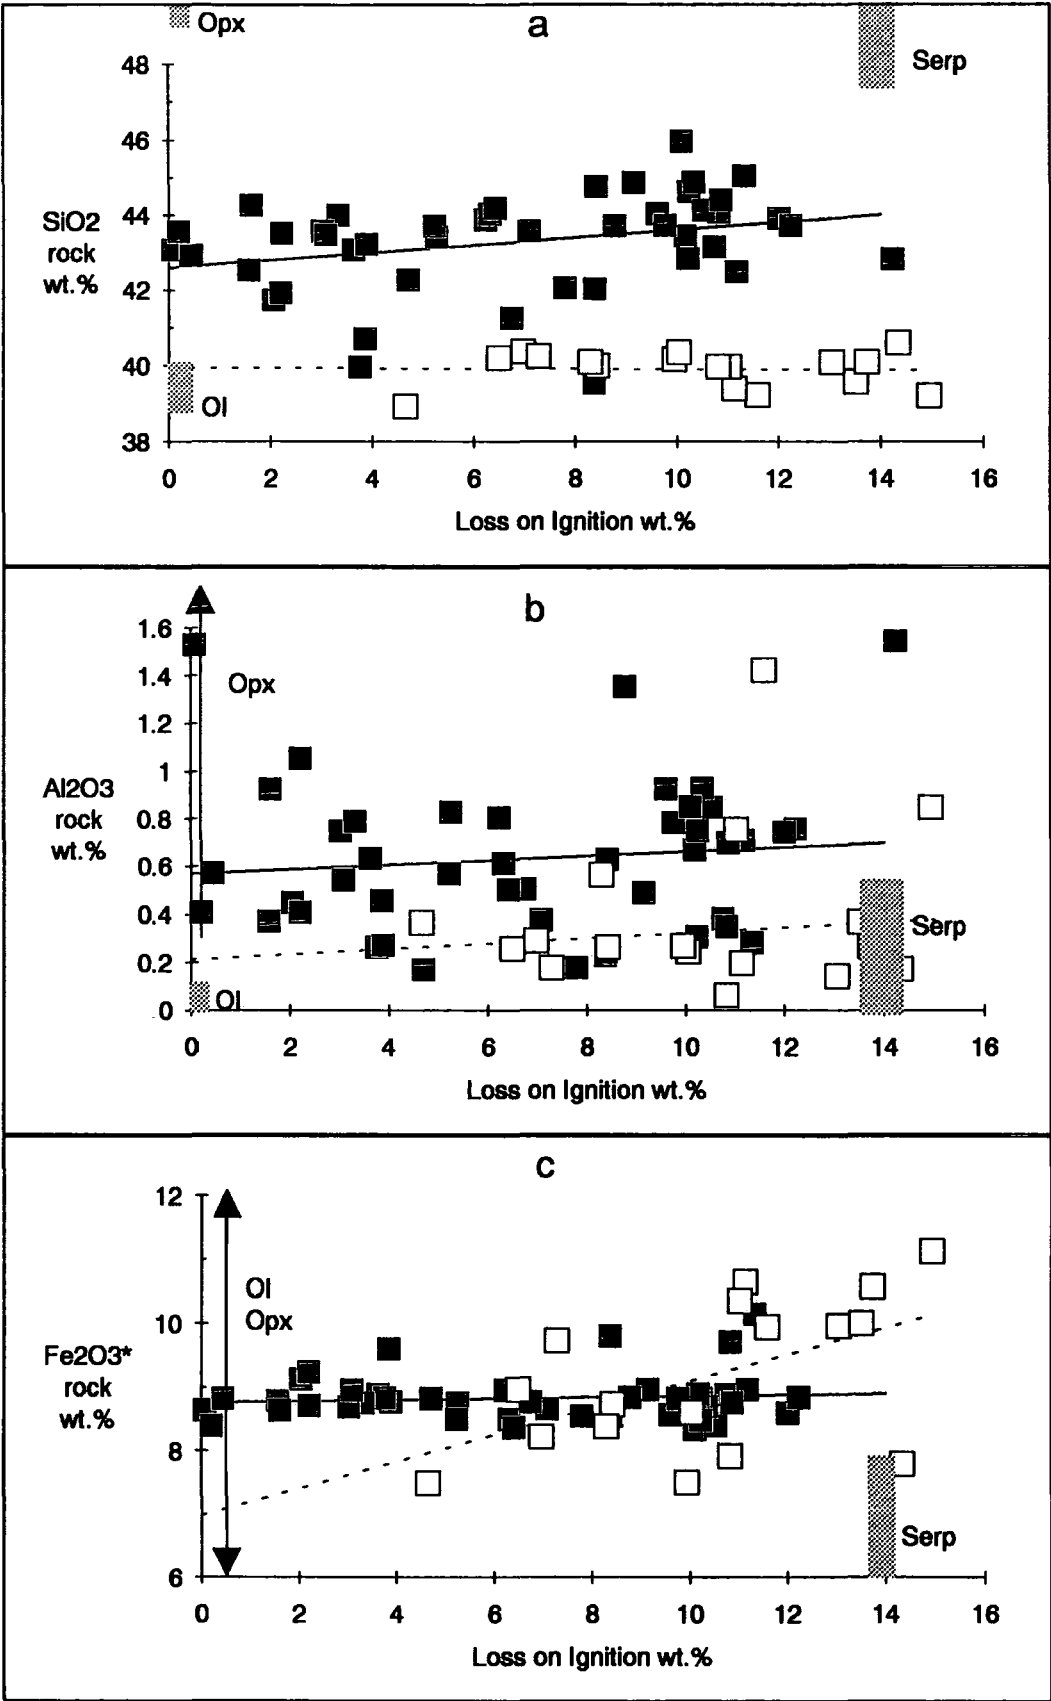 a
Opx
Serp
48
46
44
42
40
38
SiO2
rock
wt.%
Ol
0 2 4 6 8 10 12 14 16
Loss on Ignition wt.%
b
1.6
1.4
1.2
1
0.8
0.6
0.4
0.2
0
Opx
Al2O3
rock
wt.%
Serp
Ol
0 2 4 6 8 10 12 14 16
Loss on Ignition wt.%
c
12
10
8
6
Ol
Opx
Fe2O3*
rock
wt.%
Serp
0 2 4 6 8 10 12 14 16
Loss on Ignition wt.%